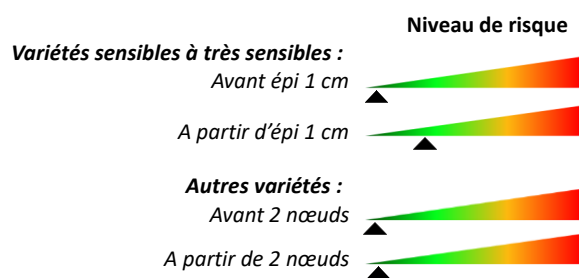 Niveau de risque
Variétés sensibles à très sensibles :
Avant épi 1 cm
A partir d'épi 1 cm
Autres variétés :
Avant 2 nœuds
A partir de 2 nœuds